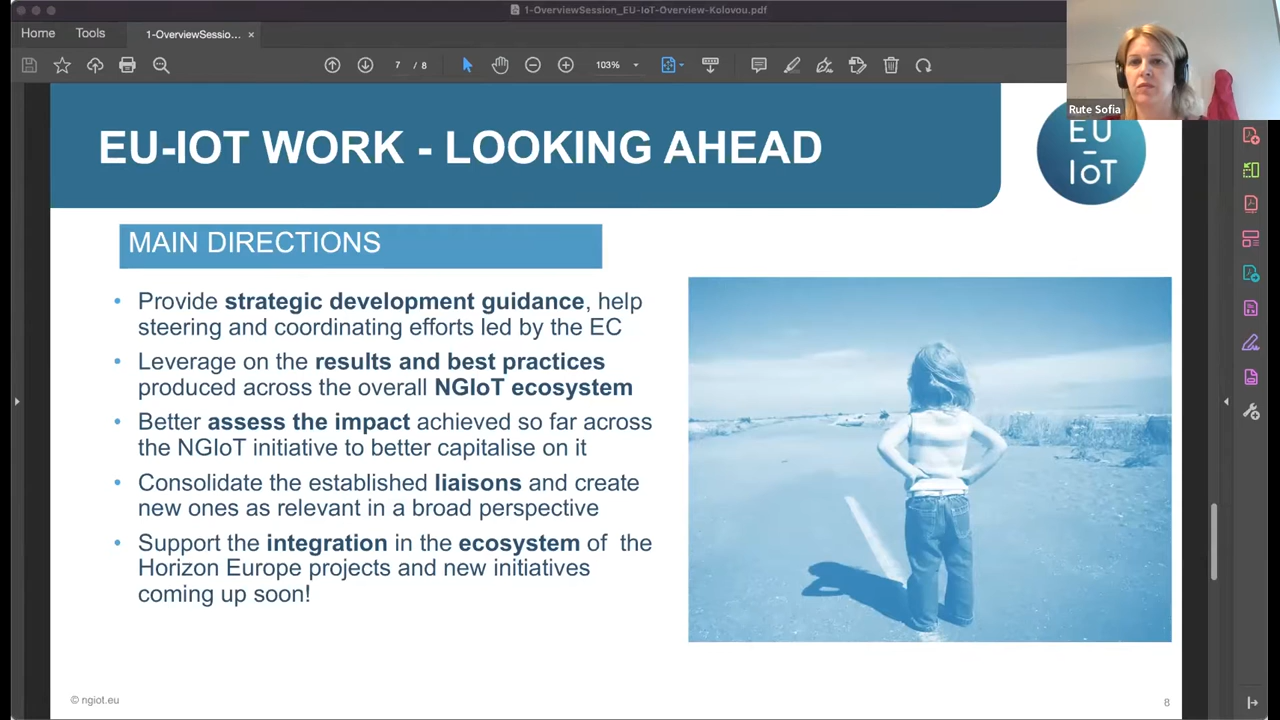 1-OverviewSession_EU-IoT-Overview-Kolovou.pdf
Home Tools 1-OverviewSessio... ×
7 / 8 103%
Rute Sofia
EU-IOT WORK - LOOKING AHEAD
EU
–
IoT
MAIN DIRECTIONS
• Provide strategic development guidance, help
steering and coordinating efforts led by the EC
• Leverage on the results and best practices
produced across the overall NGIoT ecosystem
• Better assess the impact achieved so far across
the NGIoT initiative to better capitalise on it
• Consolidate the established liaisons and create
new ones as relevant in a broad perspective
• Support the integration in the ecosystem of the
Horizon Europe projects and new initiatives
coming up soon!
© ngiot.eu
8